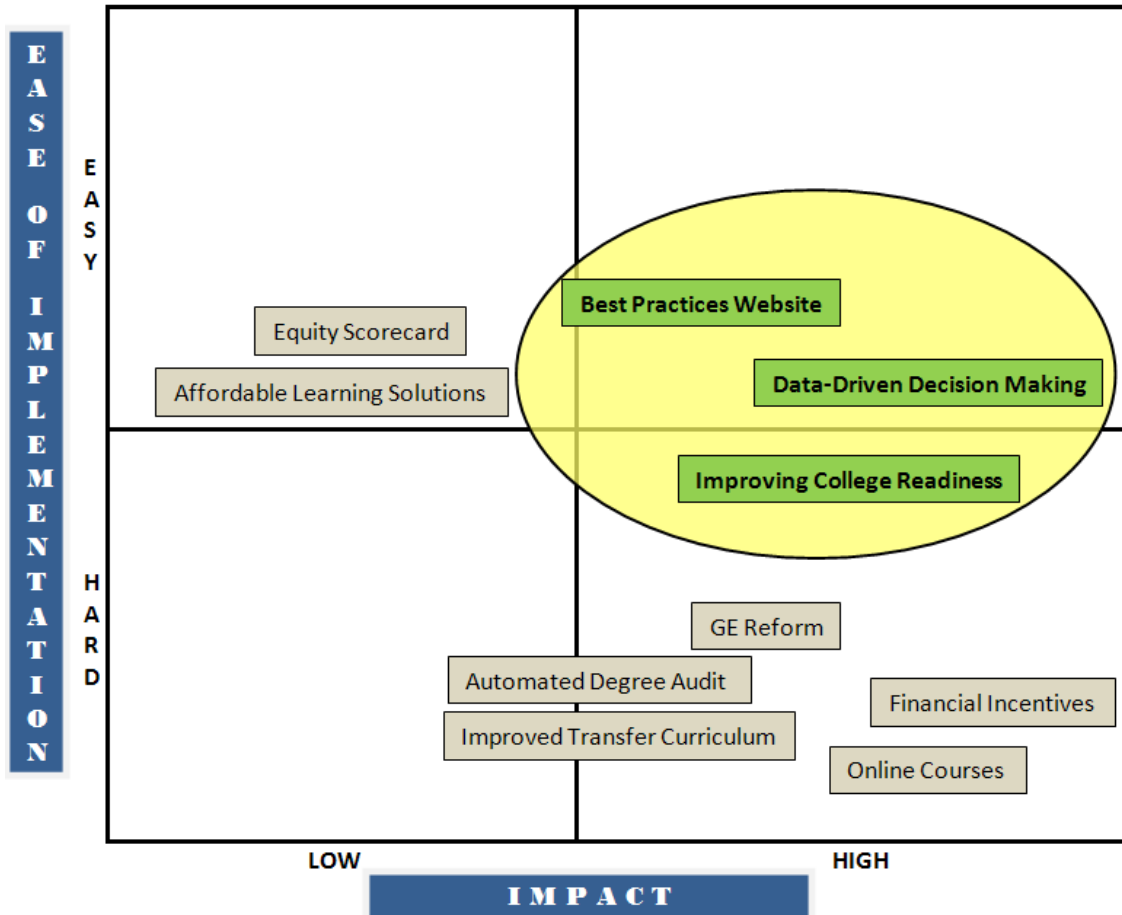 EASE OF IMPLEMENTATION
EASY
HARD
Best Practices Website
Equity Scorecard
Data-Driven Decision Making
Affordable Learning Solutions
Improving College Readiness
GE Reform
Automated Degree Audit
Financial Incentives
Improved Transfer Curriculum
Online Courses
LOW
HIGH
IMPACT